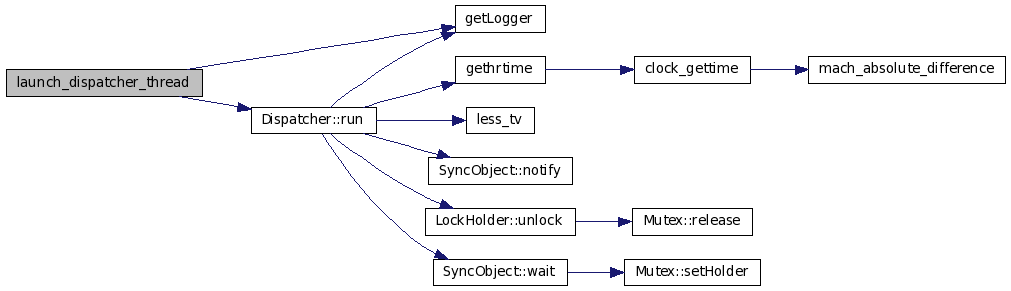 launch_dispatcher_thread
getLogger
Dispatcher::run
gethrtime
clock_gettime
mach_absolute_difference
less_tv
SyncObject::notify
LockHolder::unlock
Mutex::release
SyncObject::wait
Mutex::setHolder